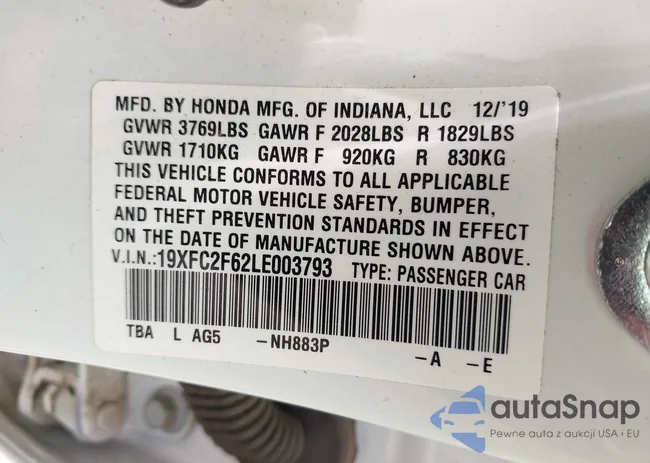 MFD. BY HONDA MFG. OF INDIANA, LLC 12/'19
GVWR 3769LBS GAWR F 2028LBS R 1829LBS
GVWR 1710KG GAWR F 920KG R 830KG
THIS VEHICLE CONFORMS TO ALL APPLICABLE
FEDERAL MOTOR VEHICLE SAFETY, BUMPER,
AND THEFT PREVENTION STANDARDS IN EFFECT
ON THE DATE OF MANUFACTURE SHOWN ABOVE.
V.I.N.:19XFC2F62LE003793 TYPE: PASSENGER CAR
TBA L AG5 -NH883P -A -E
autaSnap
Pewne auta z aukcji USA i EU